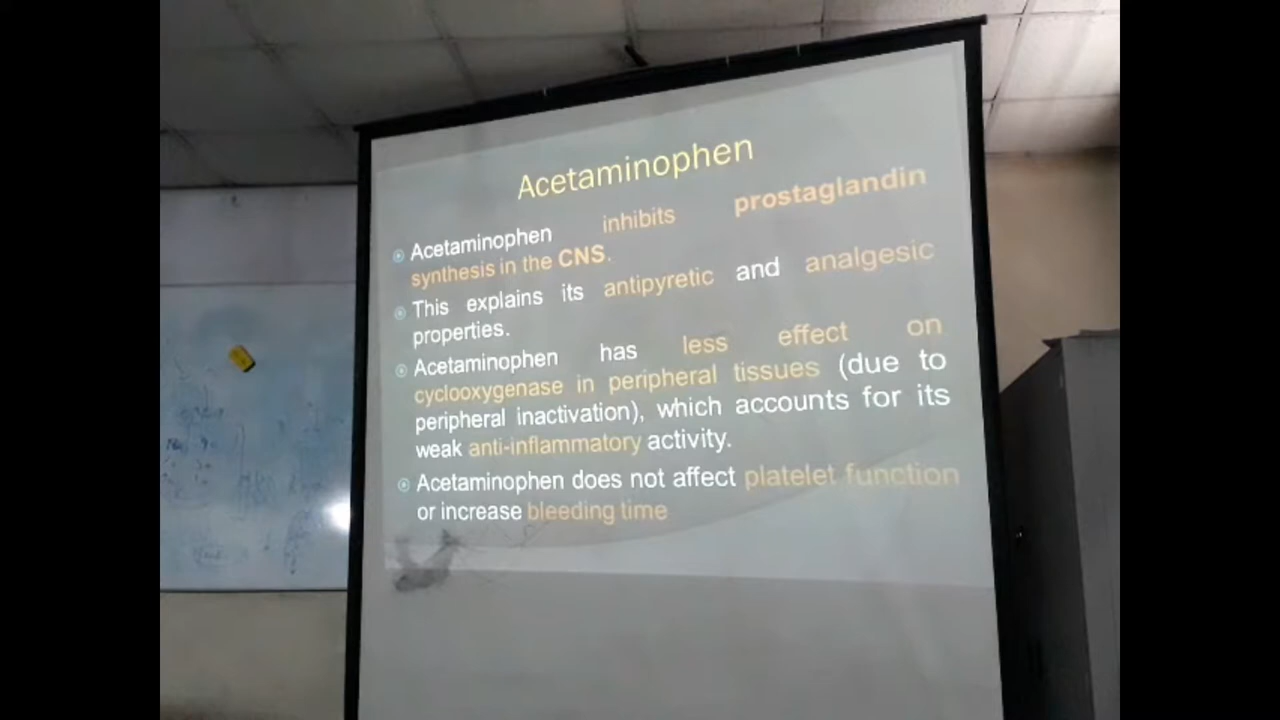 Acetaminophen
Acetaminophen inhibits prostaglandin
synthesis in the CNS.
This explains its antipyretic and analgesic
properties.
Acetaminophen has less effect on
cyclooxygenase in peripheral tissues (due to
peripheral inactivation), which accounts for its
weak anti-inflammatory activity.
Acetaminophen does not affect platelet function
or increase bleeding time